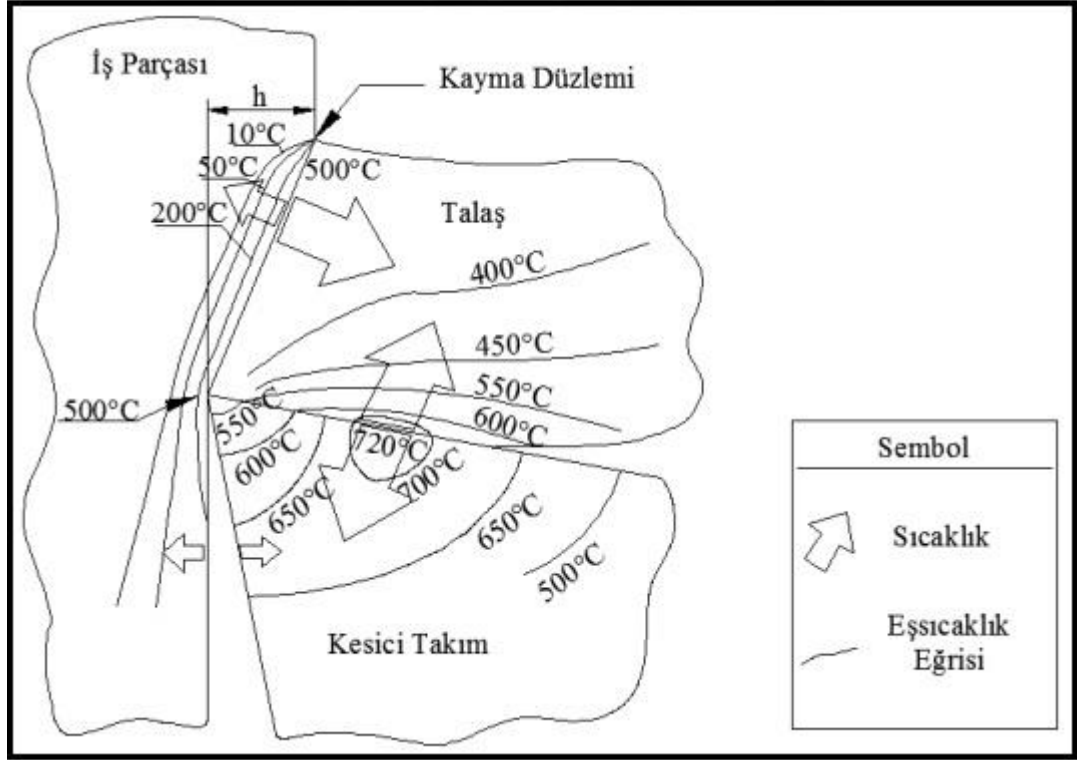 İş Parçası
Kayma Düzlemi
h
10°C
50°C
500°C
200°C
Talaş
400°C
450°C
500°C
550°C
550°C
600°C
720°C
600°C
700°C
650°C
650°C
500°C
Kesici Takım
Sembol
Sıcaklık
Eşsıcaklık
Eğrisi